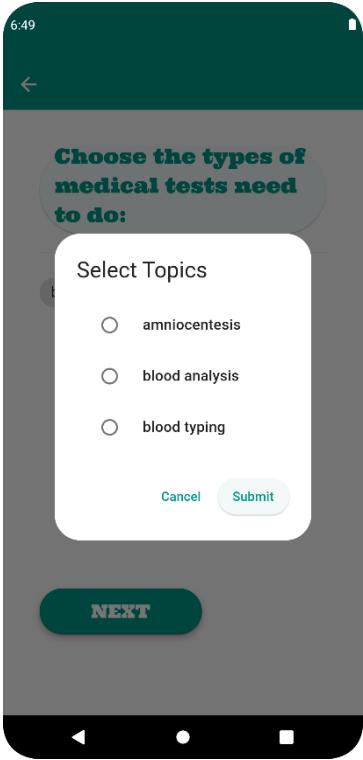 6:49
Choose the types of
medical tests need
to do:
Select Topics
amniocentesis
blood analysis
blood typing
Cancel Submit
NEXT